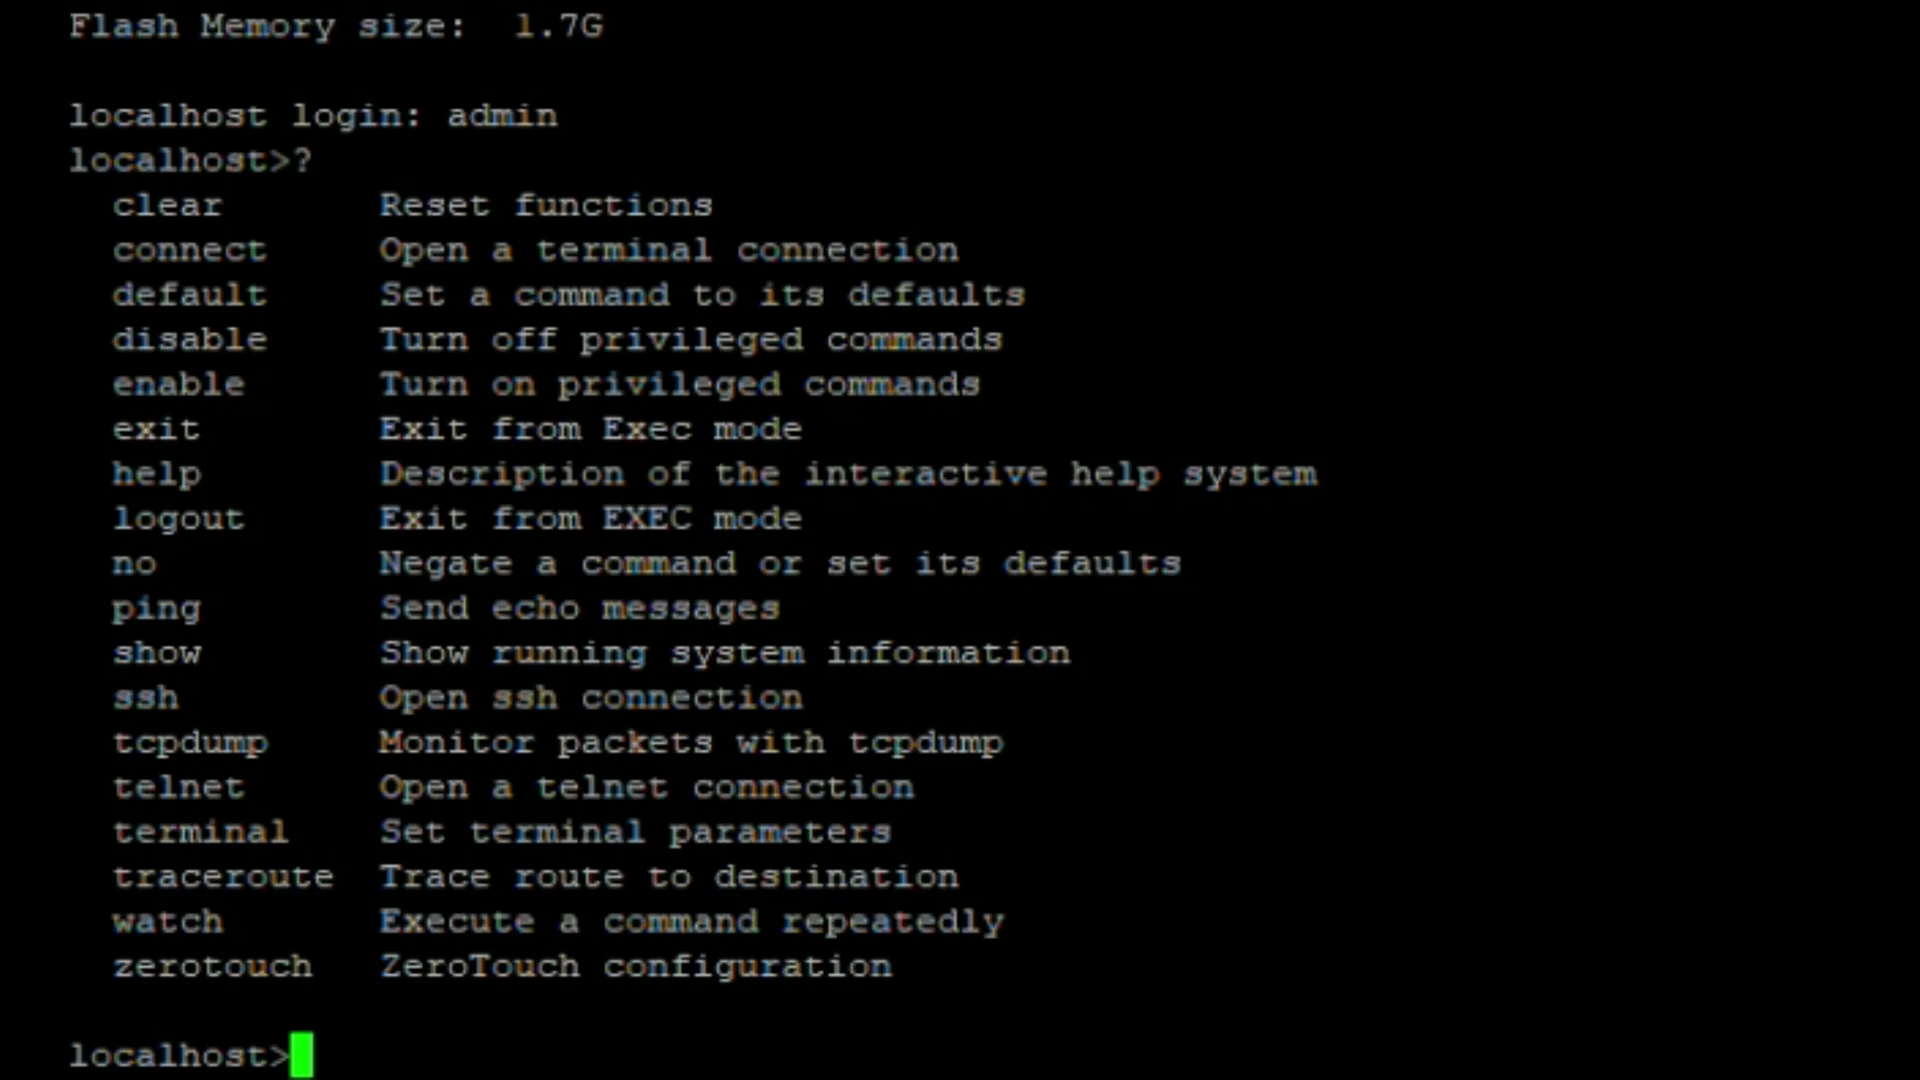 Flash Memory size:  1.7G
localhost login: admin
localhost>?
clear       Reset functions
connect     Open a terminal connection
default     Set a command to its defaults
disable     Turn off privileged commands
enable      Turn on privileged commands
exit        Exit from Exec mode
help        Description of the interactive help system
logout      Exit from EXEC mode
no          Negate a command or set its defaults
ping        Send echo messages
show        Show running system information
ssh         Open ssh connection
tcpdump     Monitor packets with tcpdump
telnet      Open a telnet connection
terminal    Set terminal parameters
traceroute  Trace route to destination
watch       Execute a command repeatedly
zerotouch   ZeroTouch configuration
localhost>